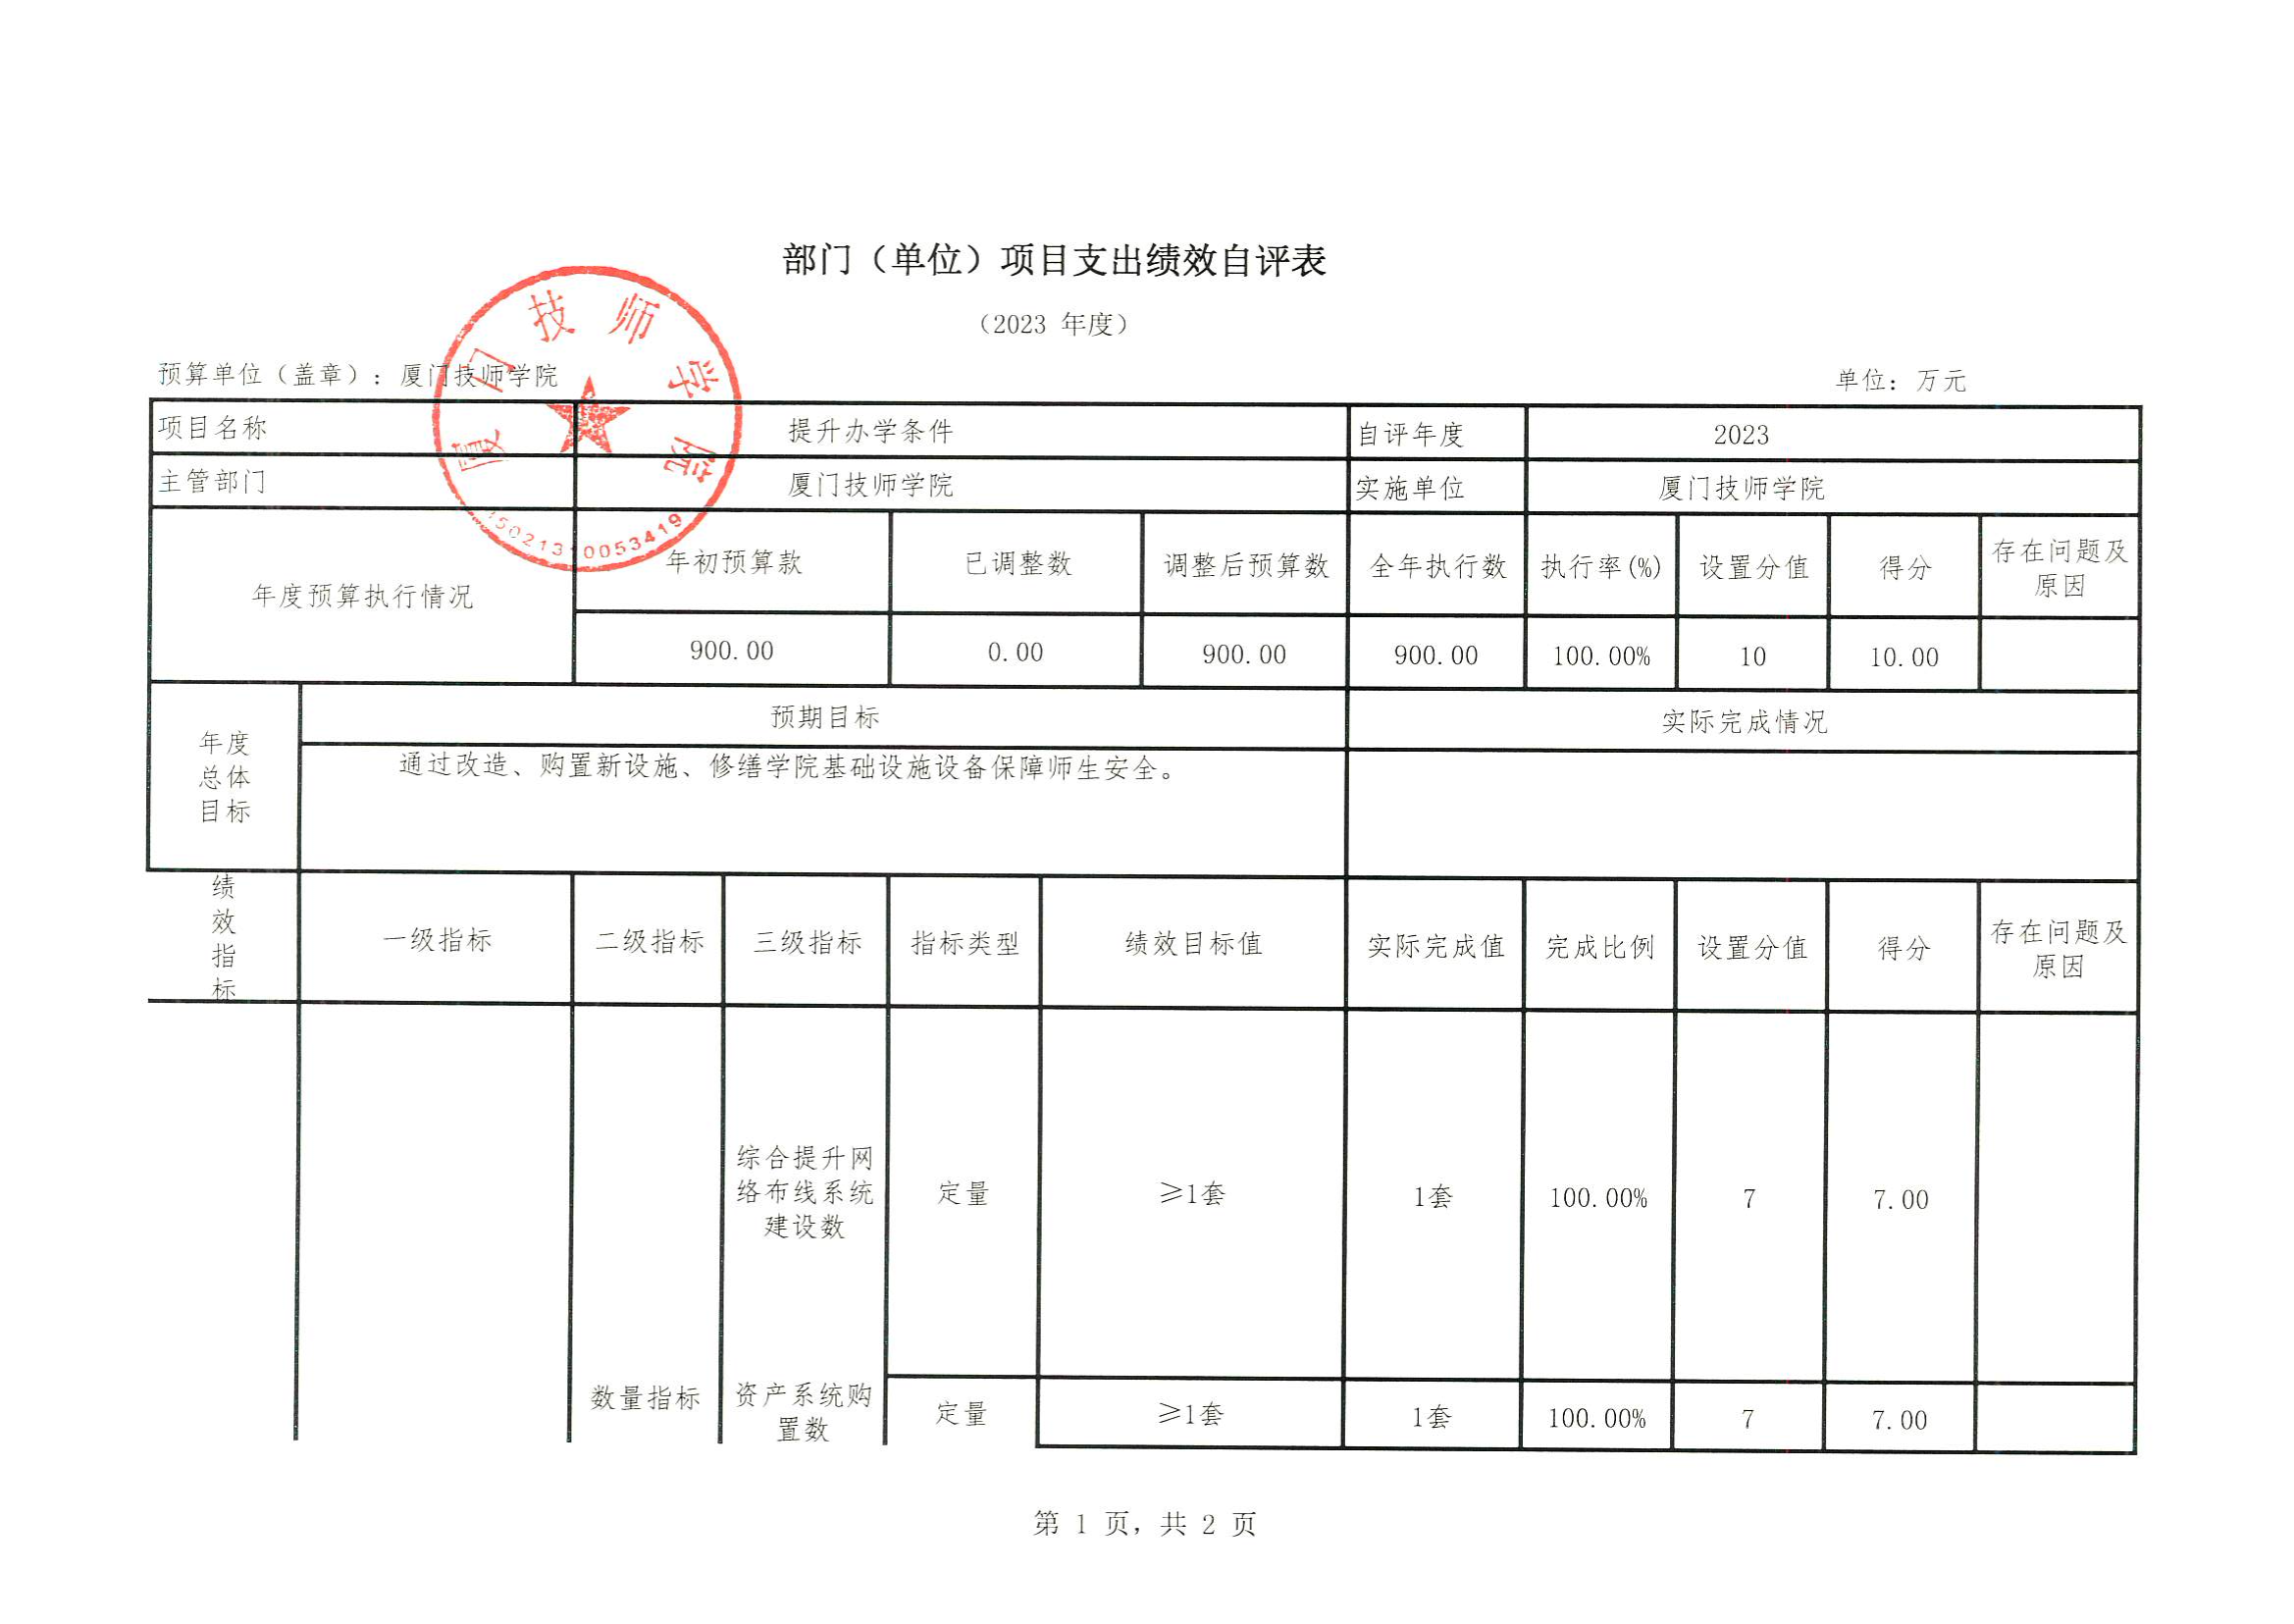 部门（单位）项目支出绩效自评表
（2023 年度）
预算单位（盖章）：厦门技师学院
单位：万元
厦门技师学院
项目名称 提升办学条件 自评年度 2023
主管部门 厦门技师学院 实施单位 厦门技师学院
年度预算执行情况
年初预算款 已调整数 调整后预算数 全年执行数 执行率(%) 设置分值 得分 存在问题及
原因
900.00 0.00 900.00 900.00 100.00% 10 10.00
年度
总体
目标
预期目标 实际完成情况
通过改造、购置新设施、修缮学院基础设施设备保障师生安全。
绩
效
指
标
一级指标 二级指标 三级指标 指标类型 绩效目标值 实际完成值 完成比例 设置分值 得分 存在问题及
原因
综合提升网
络布线系统
建设数
定量 ≥1套 1套 100.00% 7 7.00
数量指标
资产系统购
置数
定量 ≥1套 1套 100.00% 7 7.00
第 1 页，共 2 页